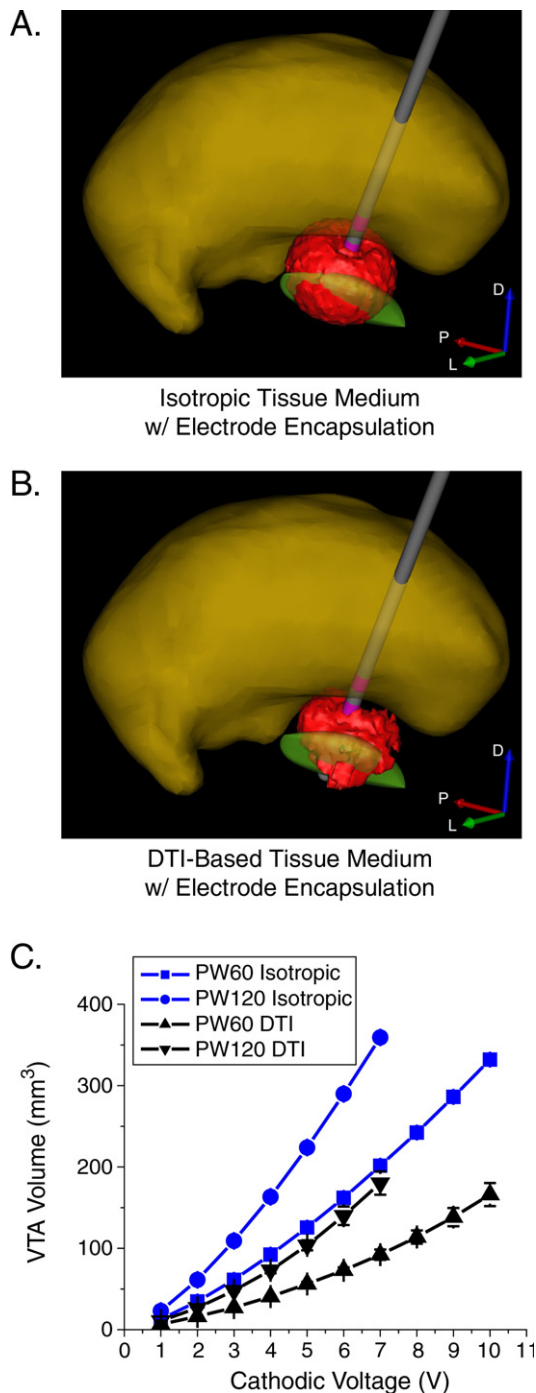 A.
D
P
L
Isotropic Tissue Medium
w/ Electrode Encapsulation
B.
D
P
L
DTI-Based Tissue Medium
w/ Electrode Encapsulation
C.
PW60 Isotropic
PW120 Isotropic
PW60 DTI
PW120 DTI
400
300
200
100
0
VTA Volume (mm³)
0 1 2 3 4 5 6 7 8 9 10 11
Cathodic Voltage (V)